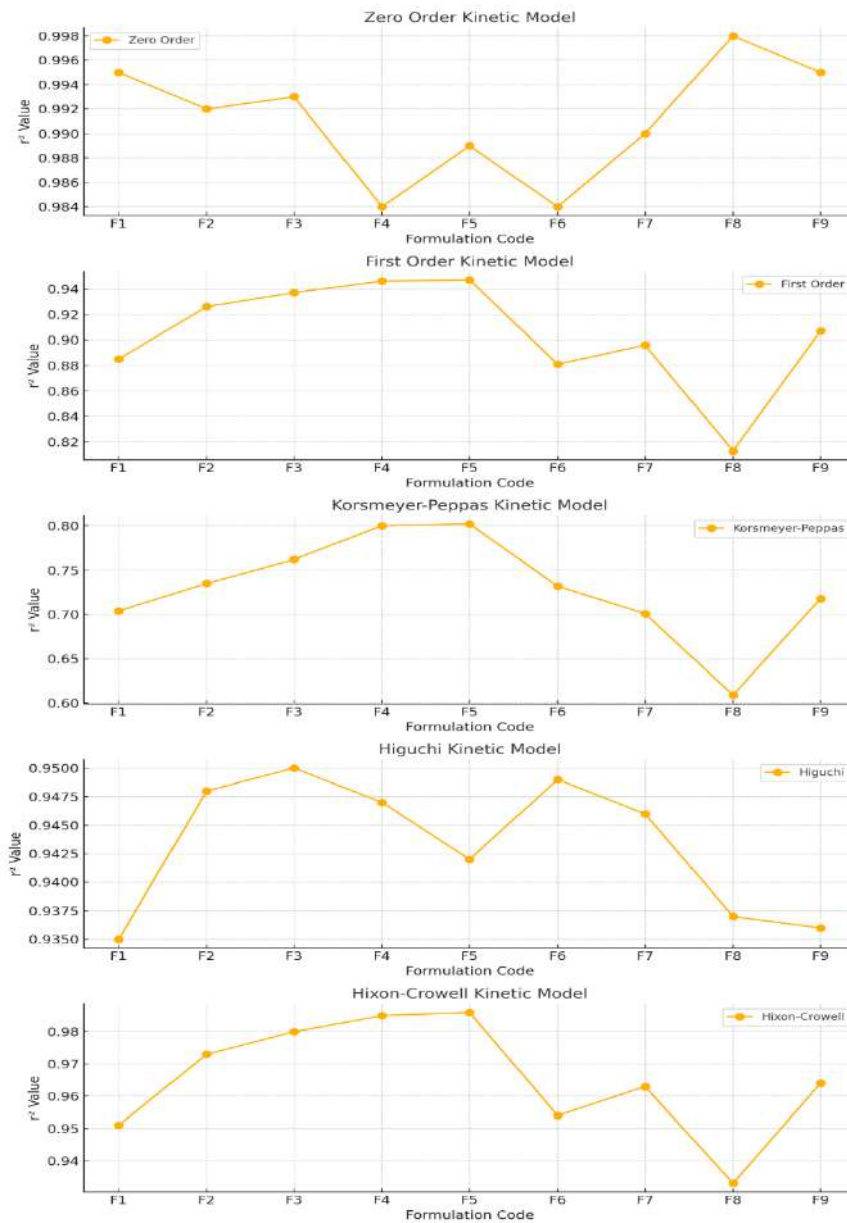 Zero Order Kinetic Model
Zero Order
0.998
0.996
0.994
0.992
0.990
0.988
0.986
0.984
r² Value
F1 F2 F3 F4 F5 F6 F7 F8 F9
Formulation Code
First Order Kinetic Model
First Order
0.94
0.92
0.90
0.88
0.86
0.84
0.82
r² Value
F1 F2 F3 F4 F5 F6 F7 F8 F9
Formulation Code
Korsmeyer-Peppas Kinetic Model
Korsmeyer-Peppas
0.80
0.75
0.70
0.65
0.60
r² Value
F1 F2 F3 F4 F5 F6 F7 F8 F9
Formulation Code
Higuchi Kinetic Model
Higuchi
0.9500
0.9475
0.9450
0.9425
0.9400
0.9375
0.9350
r² Value
F1 F2 F3 F4 F5 F6 F7 F8 F9
Formulation Code
Hixon-Crowell Kinetic Model
Hixon-Crowell
0.98
0.97
0.96
0.95
0.94
r² Value
F1 F2 F3 F4 F5 F6 F7 F8 F9
Formulation Code